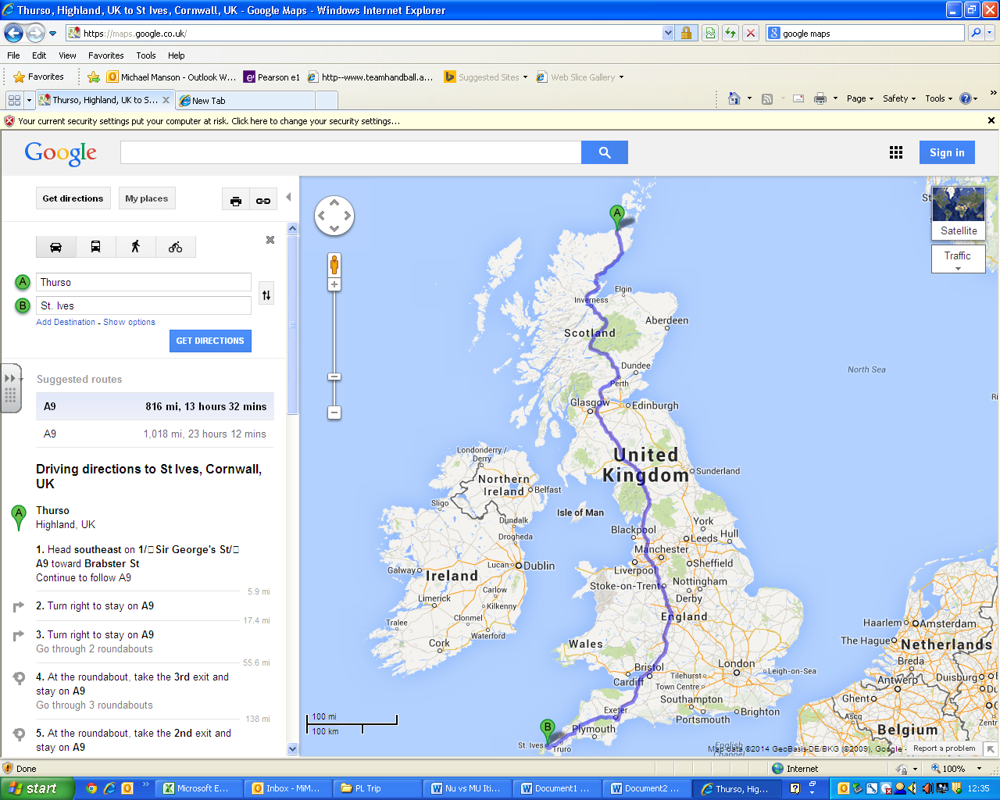 Thurso, Highland, UK to St Ives, Cornwall, UK - Google Maps - Windows Internet Explorer
https://maps.google.co.uk/
google maps
File Edit View Favorites Tools Help
Favorites Michael Manson - Outlook W... Pearson e1 http--www.teamhandball.a... Suggested Sites Web Slice Gallery
Thurso, Highland, UK to S... New Tab Page Safety Tools
Your current security settings put your computer at risk. Click here to change your security settings...
Google
Sign in
Get directions My places
A Thurso
B St. Ives
Add Destination - Show options
GET DIRECTIONS
Suggested routes
A9 816 mi, 13 hours 32 mins
A9 1,018 mi, 23 hours 12 mins
Driving directions to St Ives, Cornwall,
UK
A Thurso
Highland, UK
1. Head southeast on 1/□Sir George's St/□
A9 toward Brabster St
Continue to follow A9
5.9 mi
2. Turn right to stay on A9
17.4 mi
3. Turn right to stay on A9
Go through 2 roundabouts
55.6 mi
4. At the roundabout, take the 3rd exit and
stay on A9
Go through 3 roundabouts
138 mi
5. At the roundabout, take the 2nd exit and
stay on A9
St
Satellite
Traffic
A
Elgin
Inverness
Aberdeen
Scotland
Dundee
North Sea
Perth
Ri
Glasgow
Edinburgh
United
Kingdom
Londonderry /
Derry
Sunderland
Northern
Ireland
Belfast
Sligo
Isle of Man
Dundalk
York
Blackpool
Leeds
Hull
Drogheda
Manchester
Lucan Dublin
Liverpool
Sheffield
Galway
Ireland
Stoke-on-Trent
Nottingham
Carlow
Derby
Limerick
Kilkenny
England
Clonmel
Tralee
Waterford
Haarlem Amsterdam
Cork
Wales
The Hague
Netherlands
London
Breda
Bristol
Leigh-on-Sea
Cardiff
Tilehurst
Antwerp
Duisburg
Town Centre
Ghent
Southampton
Exeter
Brighton
Portsmouth
Ascq
Zentr
Plymouth
Belgium
B
St. Ives
Truro
English
Channel
100 mi
100 km
Map data ©2014 GeoBasis-DE/BKG (©2009), Google Report a problem
Done Internet 100%
start Microsoft E... Inbox - MiM... PL Trip Nu vs MU Iti... Document1 ... Document2 ... Thurso, Hig... 12:35